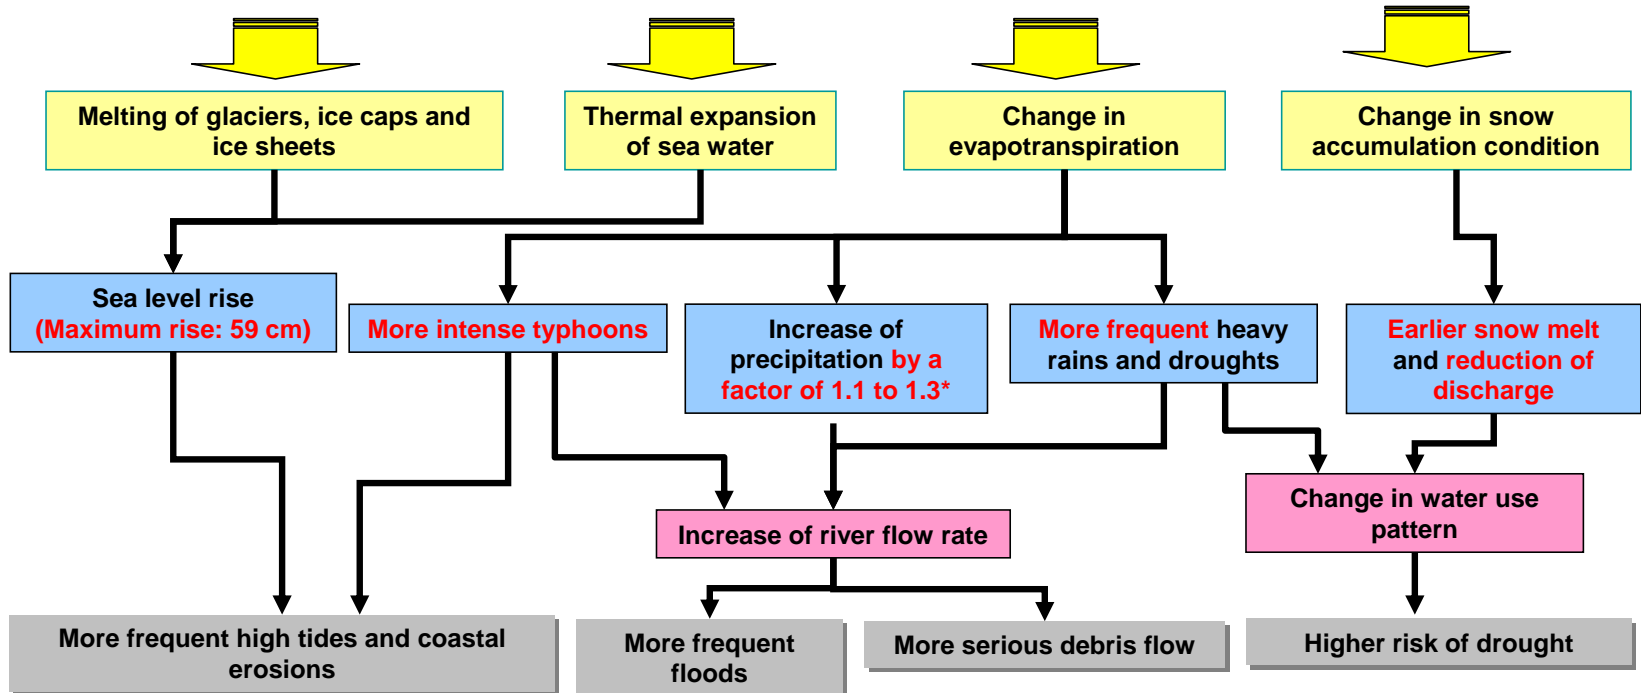 Melting of glaciers, ice caps and
ice sheets
Thermal expansion
of sea water
Change in
evapotranspiration
Change in snow
accumulation condition
Sea level rise
(Maximum rise: 59 cm)
More intense typhoons
Increase of
precipitation by a
factor of 1.1 to 1.3*
More frequent heavy
rains and droughts
Earlier snow melt
and reduction of
discharge
Increase of river flow rate
Change in water use
pattern
More frequent high tides and coastal
erosions
More frequent
floods
More serious debris flow
Higher risk of drought